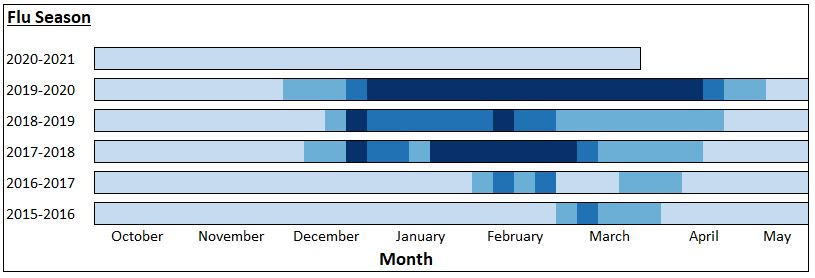 Flu Season
2020-2021
2019-2020
2018-2019
2017-2018
2016-2017
2015-2016
October November December January February March April May
Month